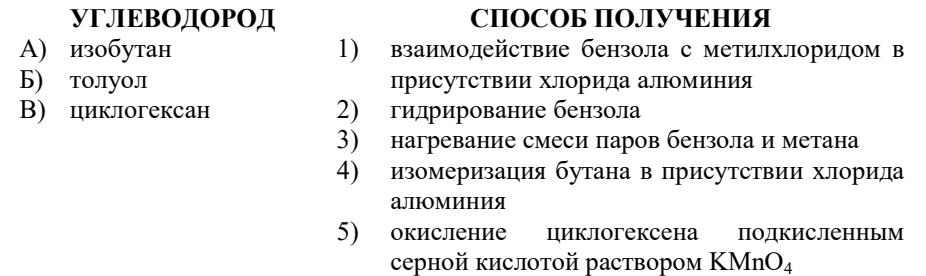 УГЛЕВОДОРОД СПОСОБ ПОЛУЧЕНИЯ
А) изобутан 1) взаимодействие бензола с метилхлоридом в
Б) толуол присутствии хлорида алюминия
В) циклогексан 2) гидрирование бензола
3) нагревание смеси паров бензола и метана
4) изомеризация бутана в присутствии хлорида
алюминия
5) окисление циклогексена подкисленным
серной кислотой раствором KMnO₄